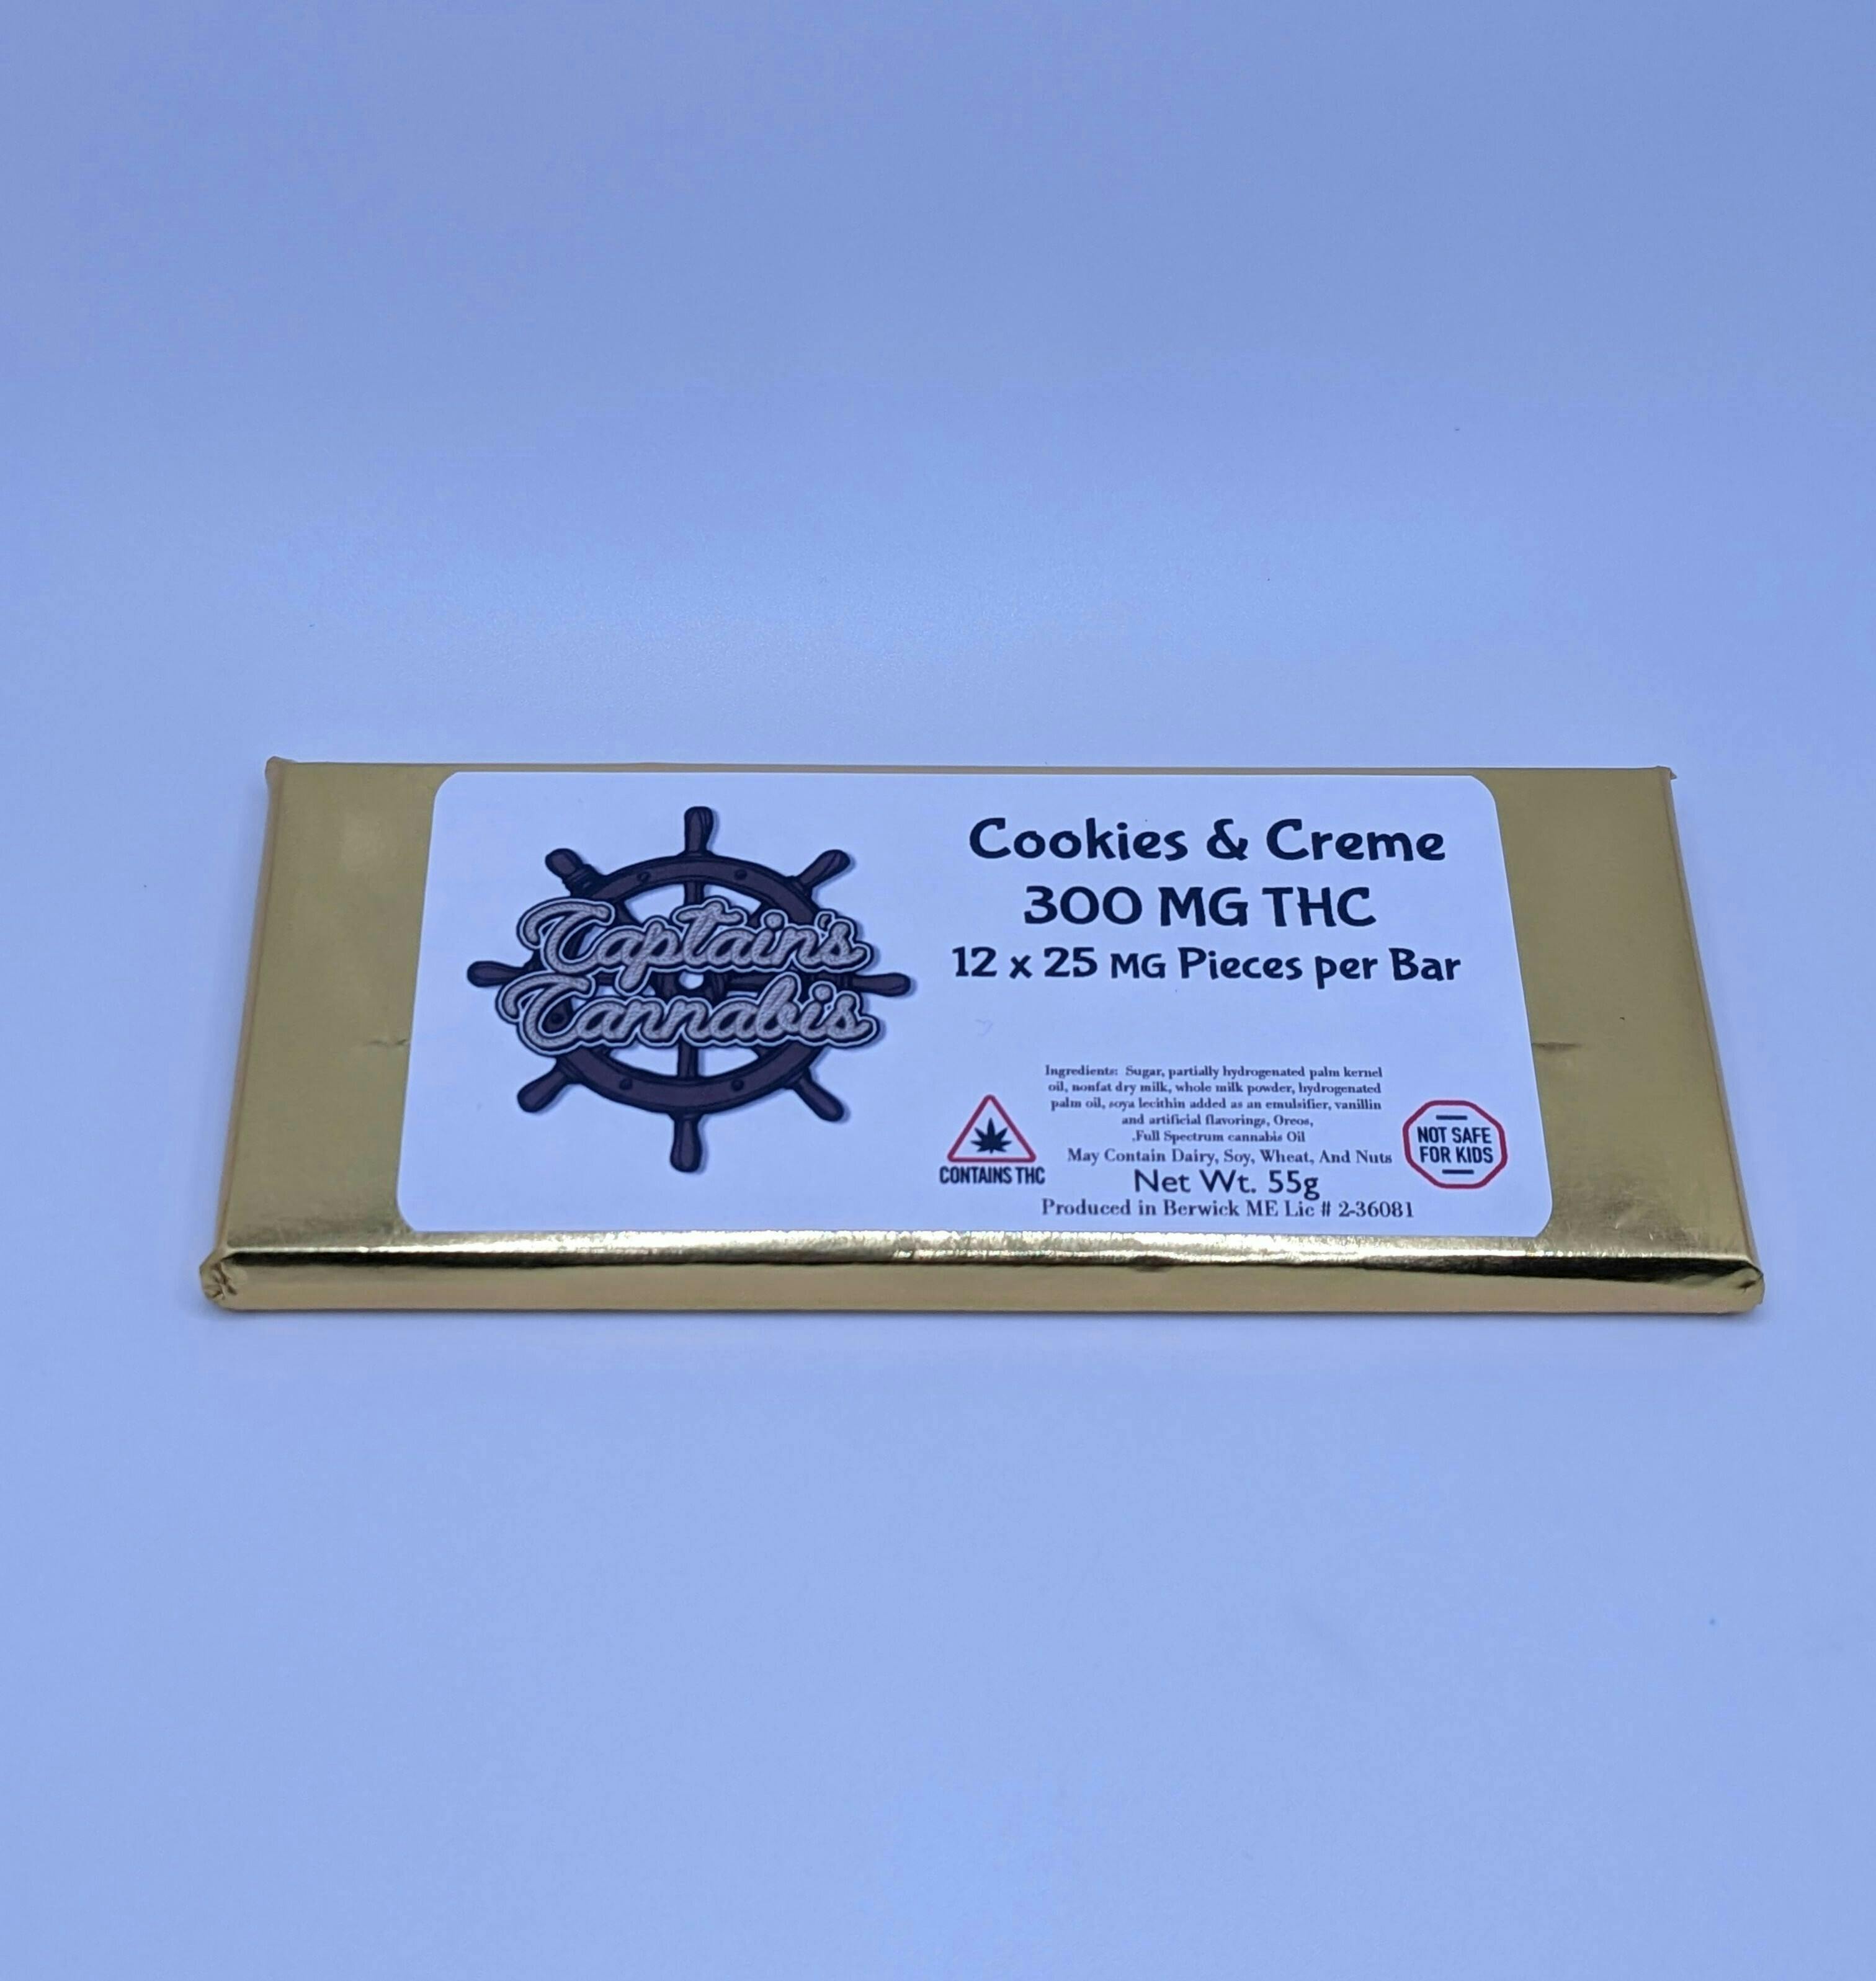 Captain's
Cannabis
Cookies & Creme
300 MG THC
12 x 25 MG Pieces per Bar
Ingredients: Sugar, partially hydrogenated palm kernel
oil, nonfat dry milk, whole milk powder, hydrogenated
palm oil, soya lecithin added as an emulsifier, vanillin
and artificial flavorings, Oreos,
,Full Spectrum cannabis Oil
May Contain Dairy, Soy, Wheat, And Nuts
Net Wt. 55g
Produced in Berwick ME Lic # 2-36081
CONTAINS THC
NOT SAFE
FOR KIDS